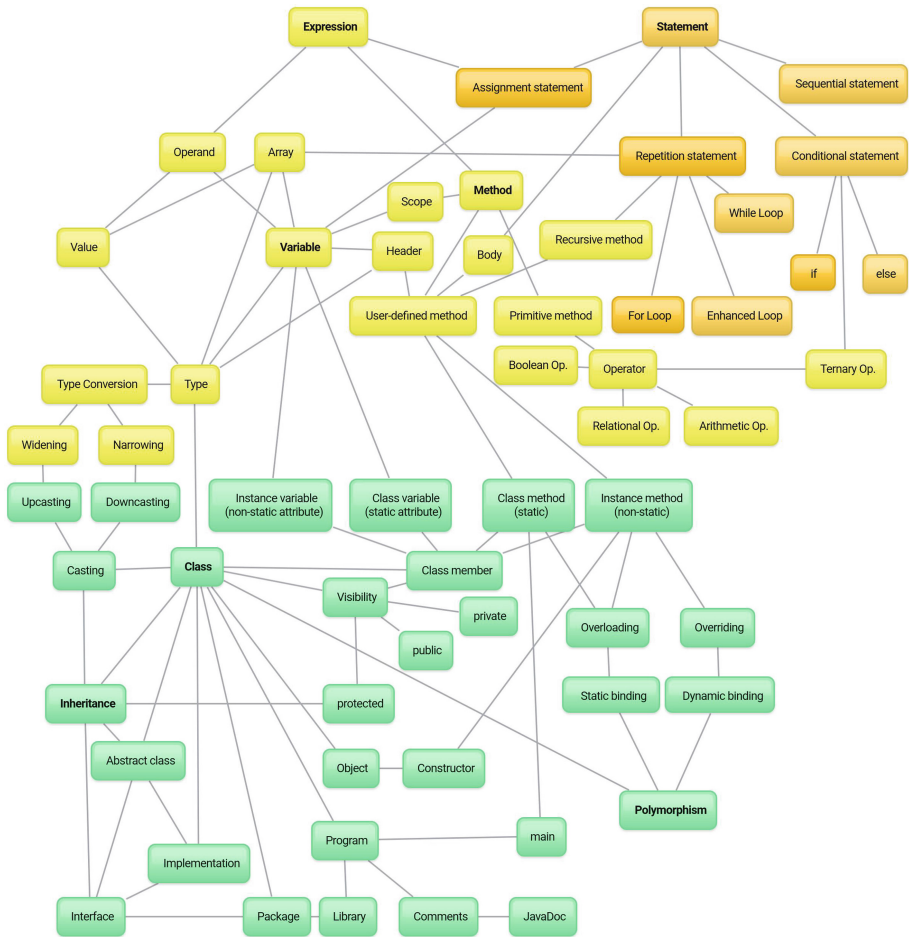 Expression
Statement
Assignment statement
Sequential statement
Operand
Array
Repetition statement
Conditional statement
Method
Scope
While Loop
Value
Variable
Header
Body
Recursive method
if
else
User-defined method
Primitive method
For Loop
Enhanced Loop
Boolean Op.
Operator
Ternary Op.
Type Conversion
Type
Relational Op.
Arithmetic Op.
Widening
Narrowing
Upcasting
Downcasting
Instance variable
(non-static attribute)
Class variable
(static attribute)
Class method
(static)
Instance method
(non-static)
Casting
Class
Class member
Visibility
private
public
Overloading
Overriding
Inheritance
protected
Static binding
Dynamic binding
Abstract class
Object
Constructor
Polymorphism
Program
main
Implementation
Interface
Package
Library
Comments
JavaDoc